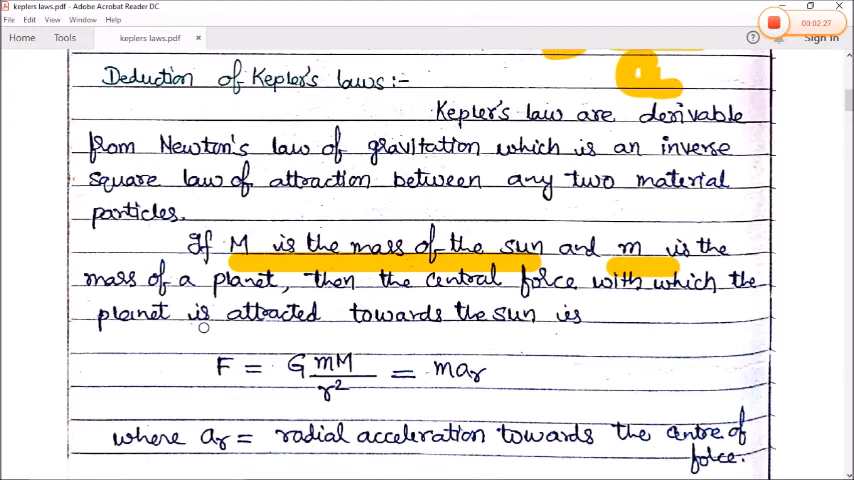 keplers laws.pdf - Adobe Acrobat Reader DC
00:02:27
File Edit View Window Help
Home Tools keplers laws.pdf × Sign In
Deduction of Kepler's laws :-
Kepler's law are derivable
from Newton's law of gravitation which is an inverse
square law of attraction between any two material
particles.
If M is the mass of the sun and m is the
mass of a planet, then the central force with which the
planet is attracted towards the sun is
F = G mM / r² = mar
where ar = radial acceleration towards the centre of
force.